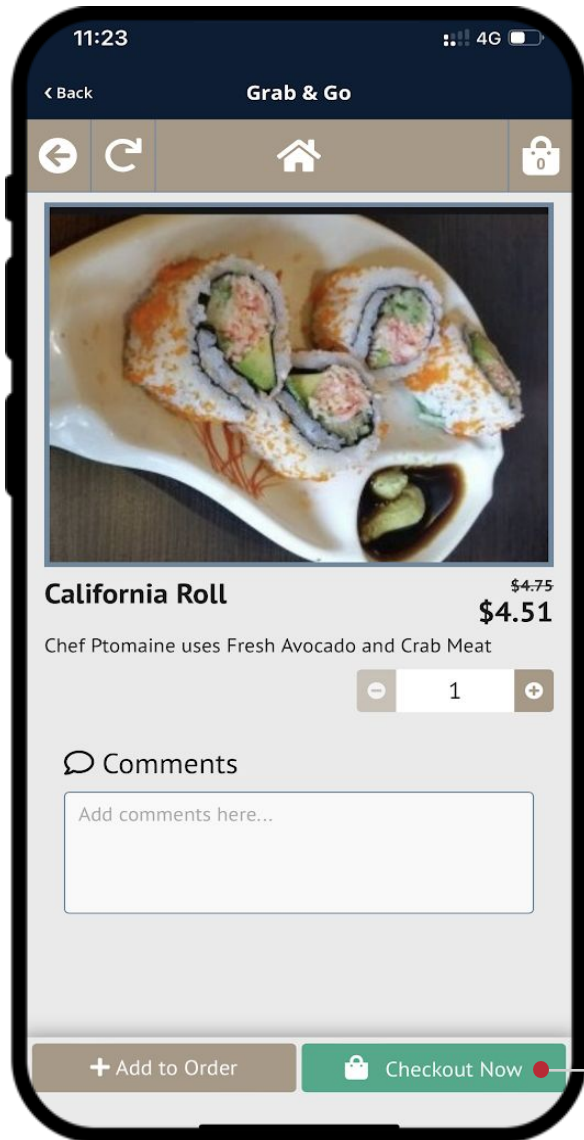 11:23 4G
Back Grab & Go
0
California Roll $4.75
$4.51
Chef Ptomaine uses Fresh Avocado and Crab Meat
1
Comments
Add comments here...
Add to Order Checkout Now